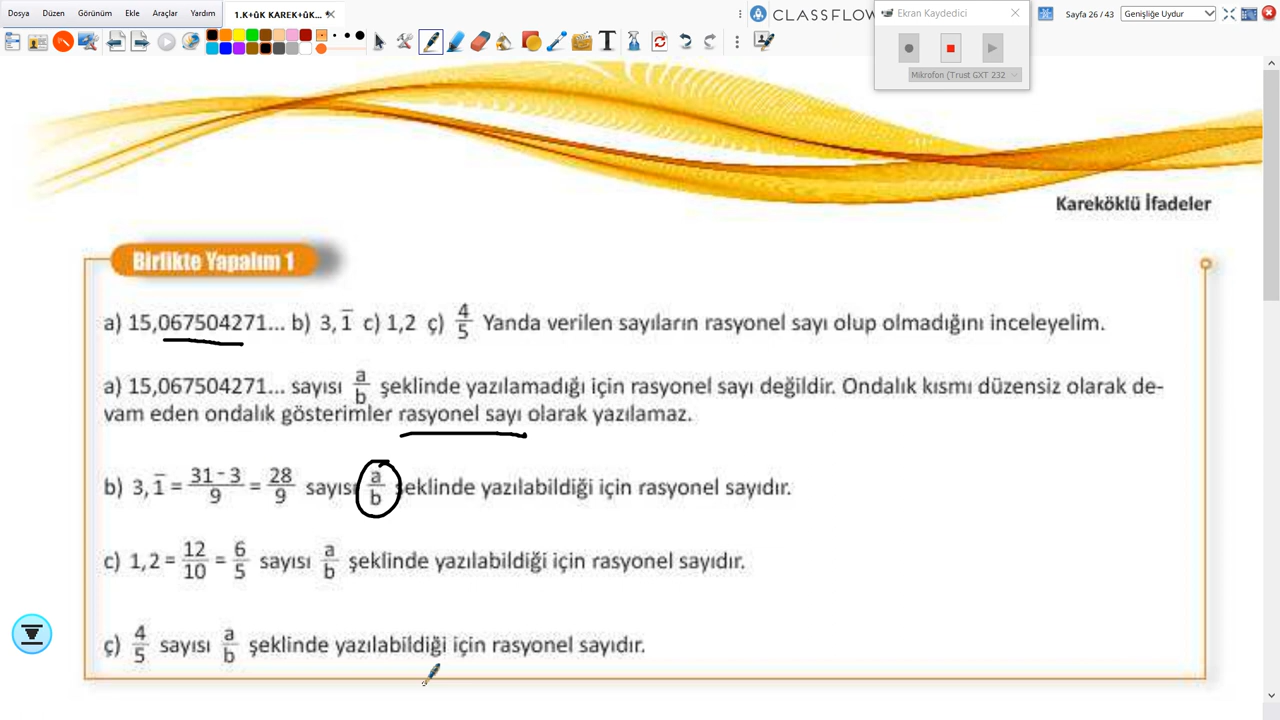 Dosya Düzen Görünüm Ekle Araçlar Yardım
1.K+ûK KAREK+ûK...
CLASSFLOW
Ekran Kaydedici
Sayfa 26 / 43
Genişliğe Uydur
Mikrofon (Trust GXT 232
Kareköklü İfadeler
Birlikte Yapalım 1
a) 15,067504271... b) 3,1̅ c) 1,2 ç) 4/5 Yanda verilen sayıların rasyonel sayı olup olmadığını inceleyelim.
a) 15,067504271... sayısı a/b şeklinde yazılamadığı için rasyonel sayı değildir. Ondalık kısmı düzensiz olarak de-
vam eden ondalık gösterimler rasyonel sayı olarak yazılamaz.
b) 3,1̅ = 31-3/9 = 28/9 sayısı a/b şeklinde yazılabildiği için rasyonel sayıdır.
c) 1,2 = 12/10 = 6/5 sayısı a/b şeklinde yazılabildiği için rasyonel sayıdır.
ç) 4/5 sayısı a/b şeklinde yazılabildiği için rasyonel sayıdır.